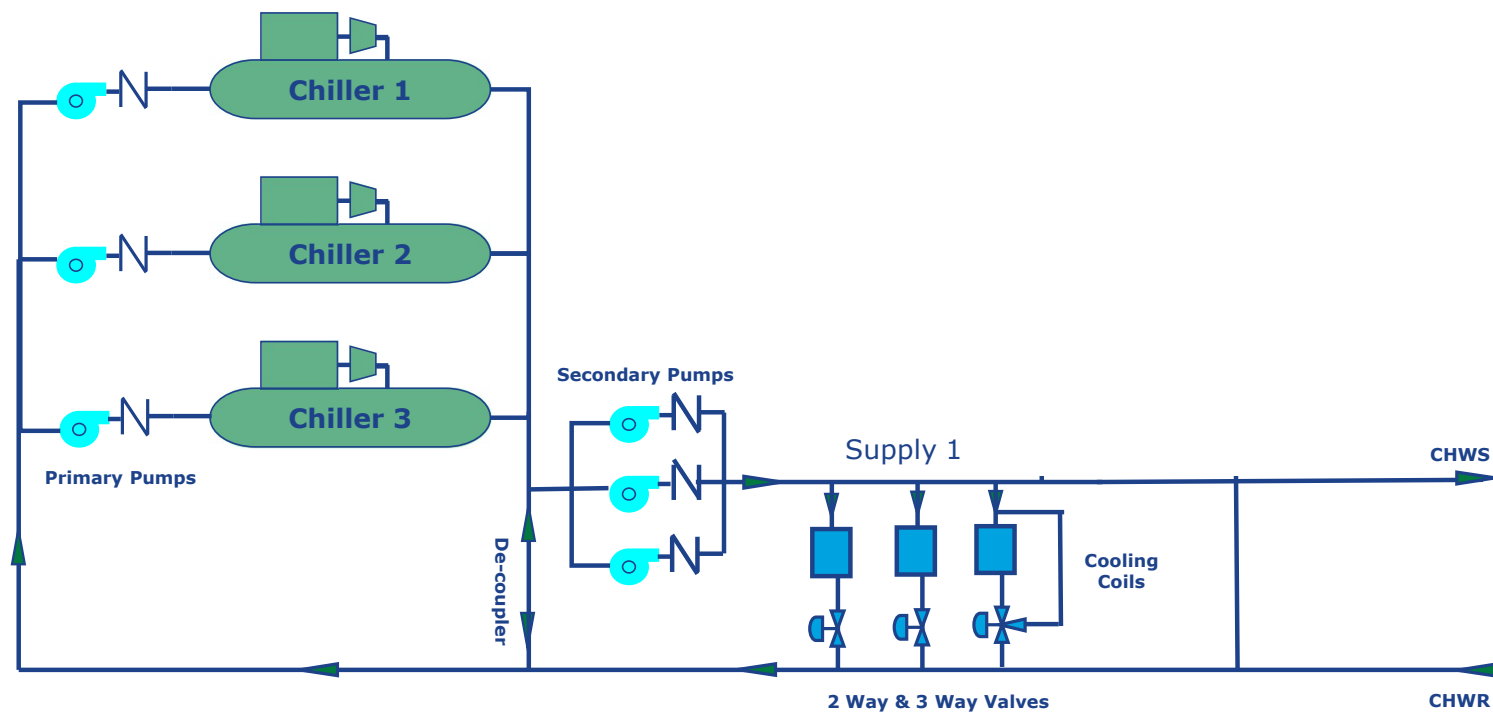 Chiller 1
Chiller 2
Chiller 3
Primary Pumps
Secondary Pumps
De-coupler
Supply 1
CHWS
Cooling
Coils
2 Way & 3 Way Valves
CHWR